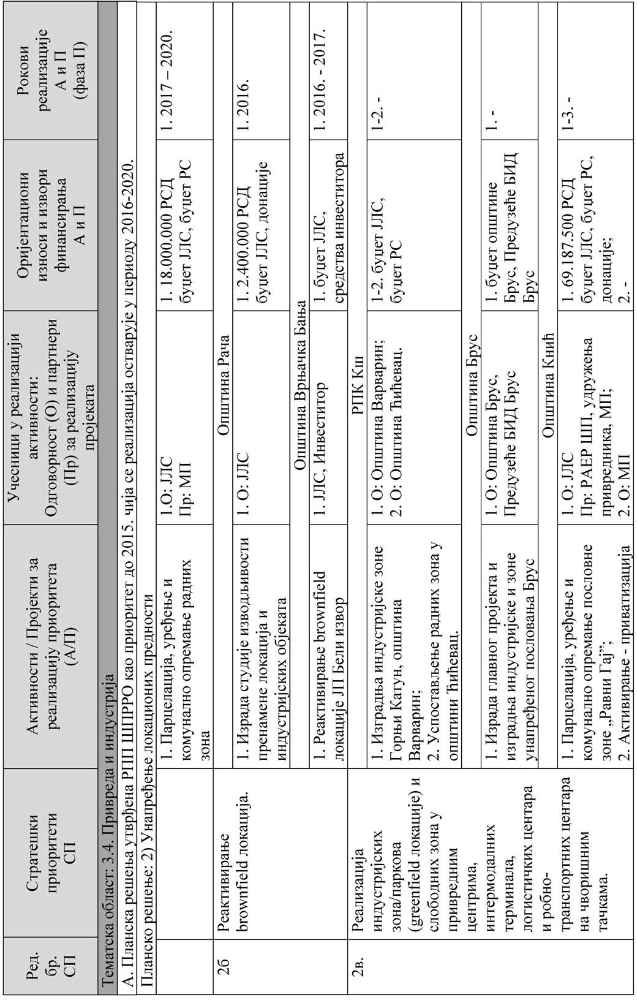 Ред.
бр.
СП
Стратешки
приоритети
СП
Активности / Пројекти за
реализацију приоритета
(А/П)
Учесници у реализацији
активности:
Одговорност (О) и партнери
(Пр) за реализацију
пројеката
Оријентациони
износи и извори
финансирања
А и П
Рокови
реализације
А и П
(фаза П)
Тематска област: 3.4. Привреда и индустрија
А. Планска решења утврђена РПП ШПРРО као приоритет до 2015. чија се реализација остварује у периоду 2016-2020.
Планско решење: 2) Унапређење локационих предности
1. Парцелација, уређење и
комунално опремање радних
зона
1.О: ЈЛС
Пр: МП
1. 18.000.000 РСД
буџет ЈЛС, буџет РС
1. 2017 – 2020.
2б
Реактивирање
brownfield локација.
Општина Рача
1. Израда студије изводљивости
пренамене локација и
индустријских објеката
1. О: ЈЛС
1. 2.400.000 РСД
буџет ЈЛС, донације
1. 2016.
Општина Врњачка Бања
1. Реактивирање brownfield
локације ЈП Бели извор
1. ЈЛС, Инвеститор
1. буџет ЈЛС,
средства инвеститора
1. 2016. - 2017.
2в.
Реализација
индустријских
зона/паркова
(greenfield локације) и
слободних зона у
привредним
центрима,
интермодалних
терминала,
логистичких центара
и робно-
транспортних центара
на чворишним
тачкама.
РПК Кш
1. Изградња индустријске зоне
Горњи Катун, општина
Варварин;
2. Успостављење радних зона у
општини Ћићевац.
1. О: Општина Варварин;
2. О: Општина Ћићевац.
1-2. буџет ЈЛС,
буџет РС
1-2. -
Општина Брус
1. Израда главног пројекта и
изградња индустријске и зоне
унапређеног пословања Брус
1. О: Општина Брус,
Предузеће БИД Брус
1. буџет општине
Брус, Предузеће БИД
Брус
1. -
Општина Кнић
1. Парцелација, уређење и
комунално опремање пословне
зоне „Равни Гај”;
2. Активирање - приватизација
1. О: ЈЛС
Пр: РАЕР ШП, удружења
привредника, МП;
2. О: МП
1. 69.187.500 РСД
буџет ЈЛС, буџет РС,
донације;
2. -
1-3. -